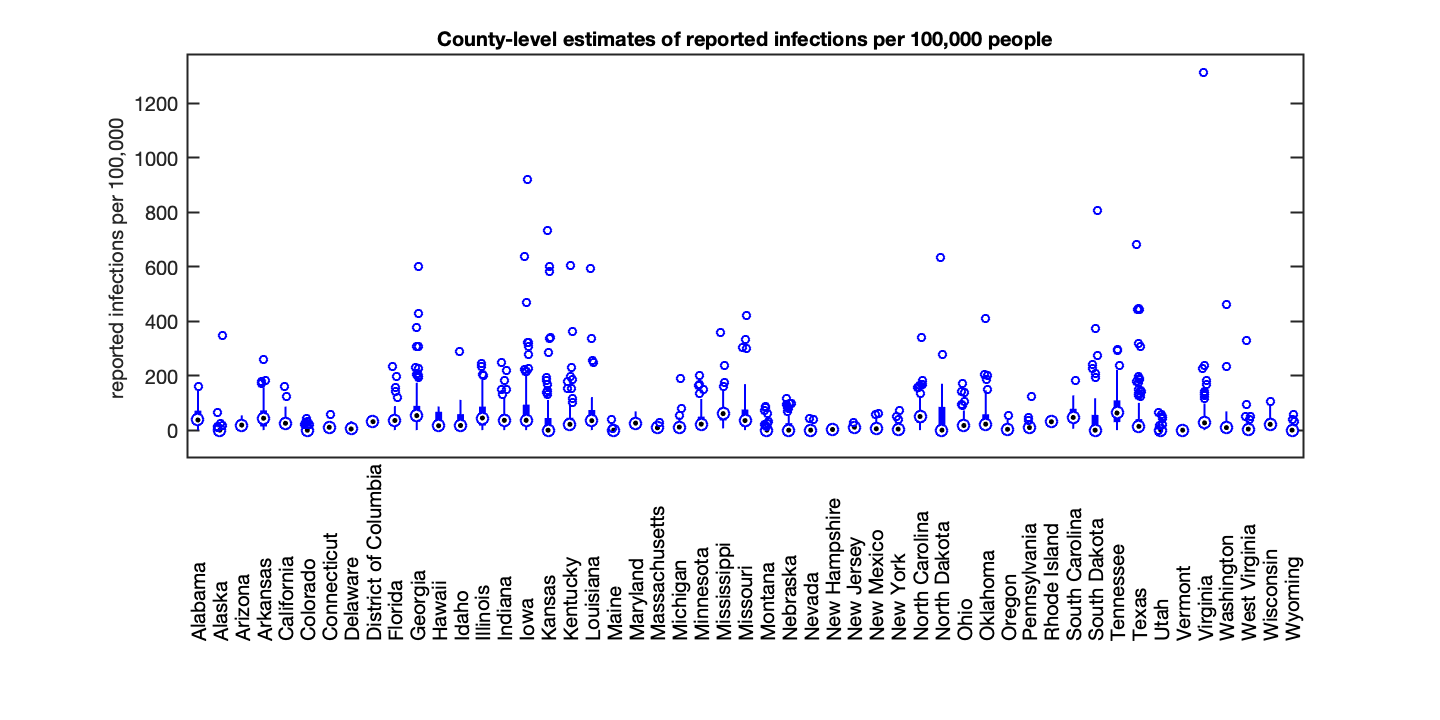 County-level estimates of reported infections per 100,000 people
reported infections per 100,000
1200
1000
800
600
400
200
0
Alabama
Alaska
Arizona
Arkansas
California
Colorado
Connecticut
Delaware
District of Columbia
Florida
Georgia
Hawaii
Idaho
Illinois
Indiana
Iowa
Kansas
Kentucky
Louisiana
Maine
Maryland
Massachusetts
Michigan
Minnesota
Mississippi
Missouri
Montana
Nebraska
Nevada
New Hampshire
New Jersey
New Mexico
New York
North Carolina
North Dakota
Ohio
Oklahoma
Oregon
Pennsylvania
Rhode Island
South Carolina
South Dakota
Tennessee
Texas
Utah
Vermont
Virginia
Washington
West Virginia
Wisconsin
Wyoming